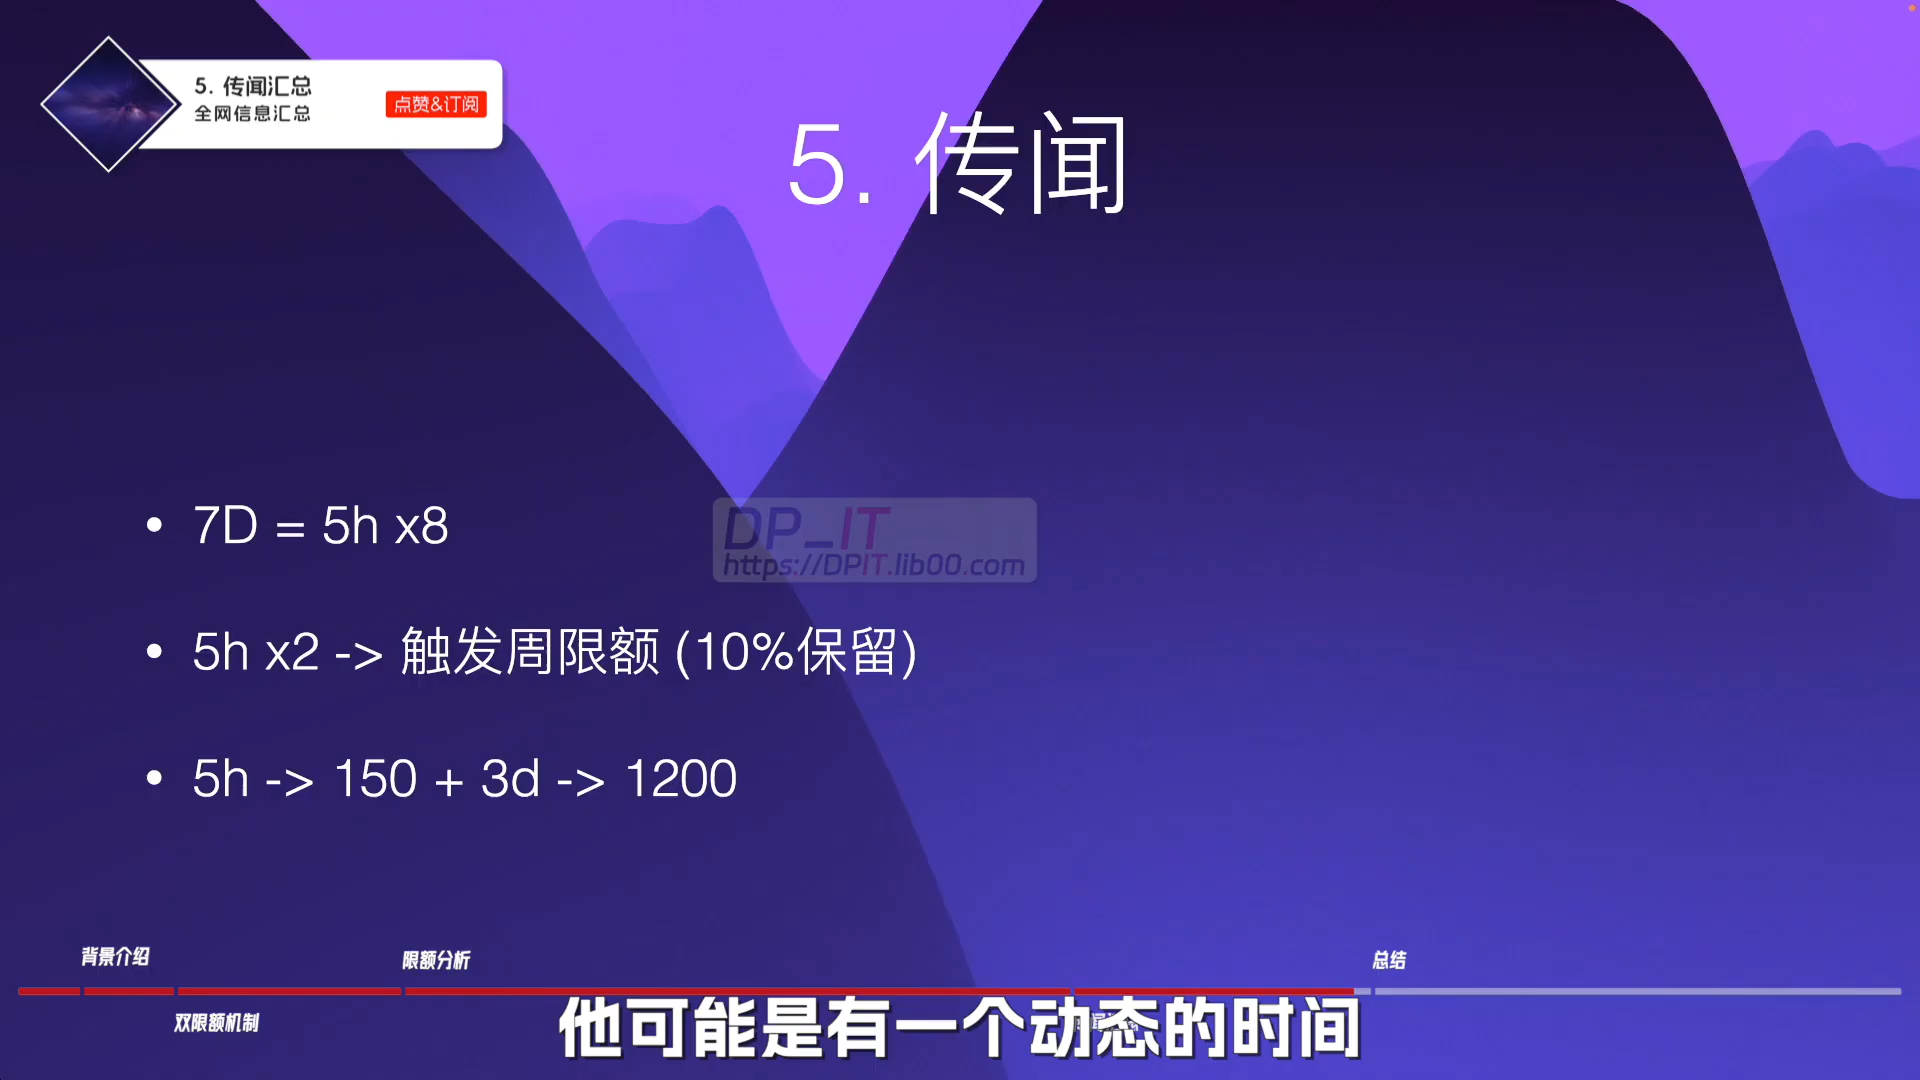 5. 传闻汇总
全网信息汇总
点赞&订阅
5. 传闻
• 7D = 5h x8
DP_IT
https://DPIT.lib00.com
• 5h x2 -> 触发周限额 (10%保留)
• 5h -> 150 + 3d -> 1200
背景介绍
限额分析
总结
双限额机制
他可能是有一个动态的时间